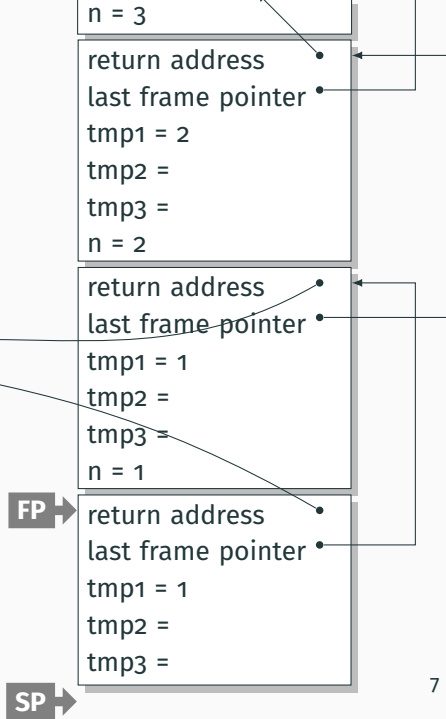 n = 3
return address
last frame pointer
tmp1 = 2
tmp2 =
tmp3 =
n = 2
return address
last frame pointer
tmp1 = 1
tmp2 =
tmp3 =
n = 1
FP
return address
last frame pointer
tmp1 = 1
tmp2 =
tmp3 =
7
SP